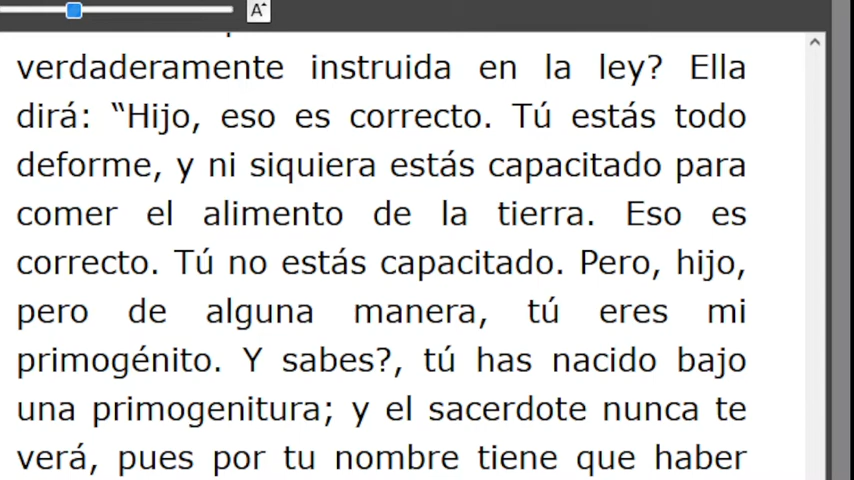 A
verdaderamente instruida en la ley? Ella
dirá: “Hijo, eso es correcto. Tú estás todo
deforme, y ni siquiera estás capacitado para
comer el alimento de la tierra. Eso es
correcto. Tú no estás capacitado. Pero, hijo,
pero de alguna manera, tú eres mi
primogénito. Y sabes?, tú has nacido bajo
una primogenitura; y el sacerdote nunca te
verá, pues por tu nombre tiene que haber